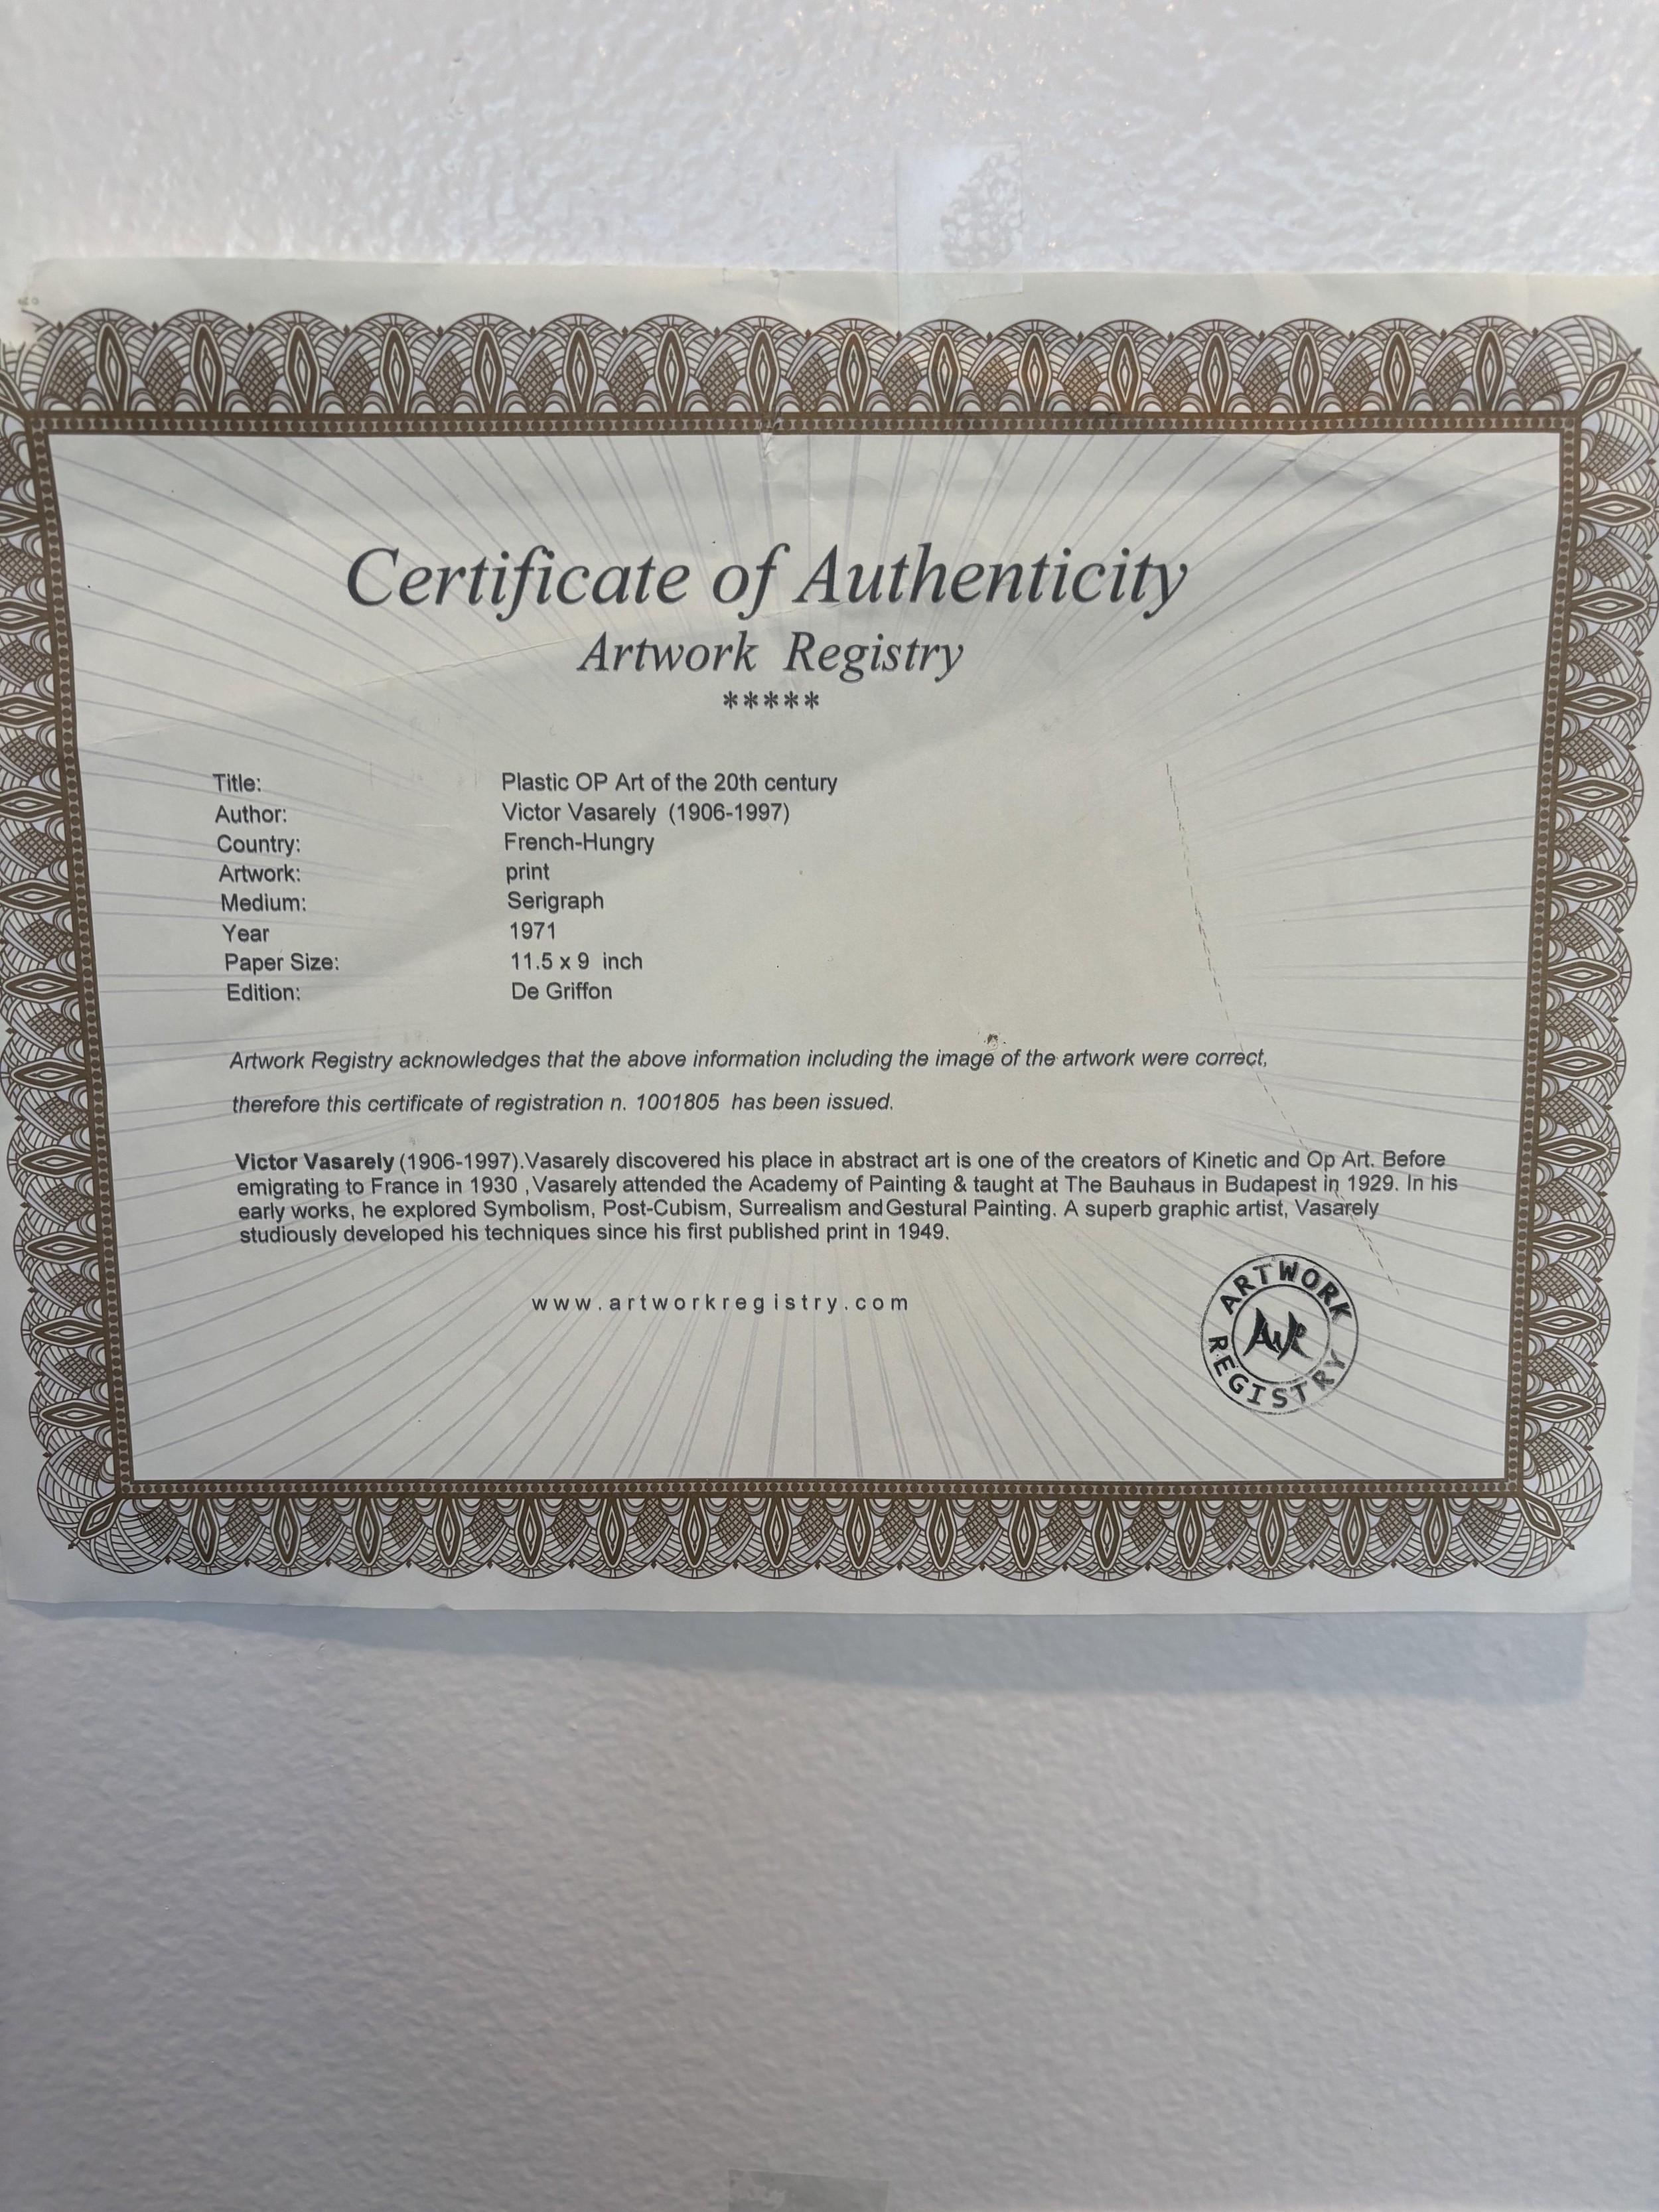 Certificate of Authenticity
Artwork Registry
*****
Title: Plastic OP Art of the 20th century
Author: Victor Vasarely (1906-1997)
Country: French-Hungry
Artwork: print
Medium: Serigraph
Year 1971
Paper Size: 11.5 x 9 inch
Edition: De Griffon
Artwork Registry acknowledges that the above information including the image of the artwork were correct,
therefore this certificate of registration n. 1001805 has been issued.
Victor Vasarely (1906-1997).Vasarely discovered his place in abstract art is one of the creators of Kinetic and Op Art. Before
emigrating to France in 1930 , Vasarely attended the Academy of Painting & taught at The Bauhaus in Budapest in 1929. In his
early works, he explored Symbolism, Post-Cubism, Surrealism and Gestural Painting. A superb graphic artist, Vasarely
studiously developed his techniques since his first published print in 1949.
www.artworkregistry.com
ARTWORK
REGISTRY